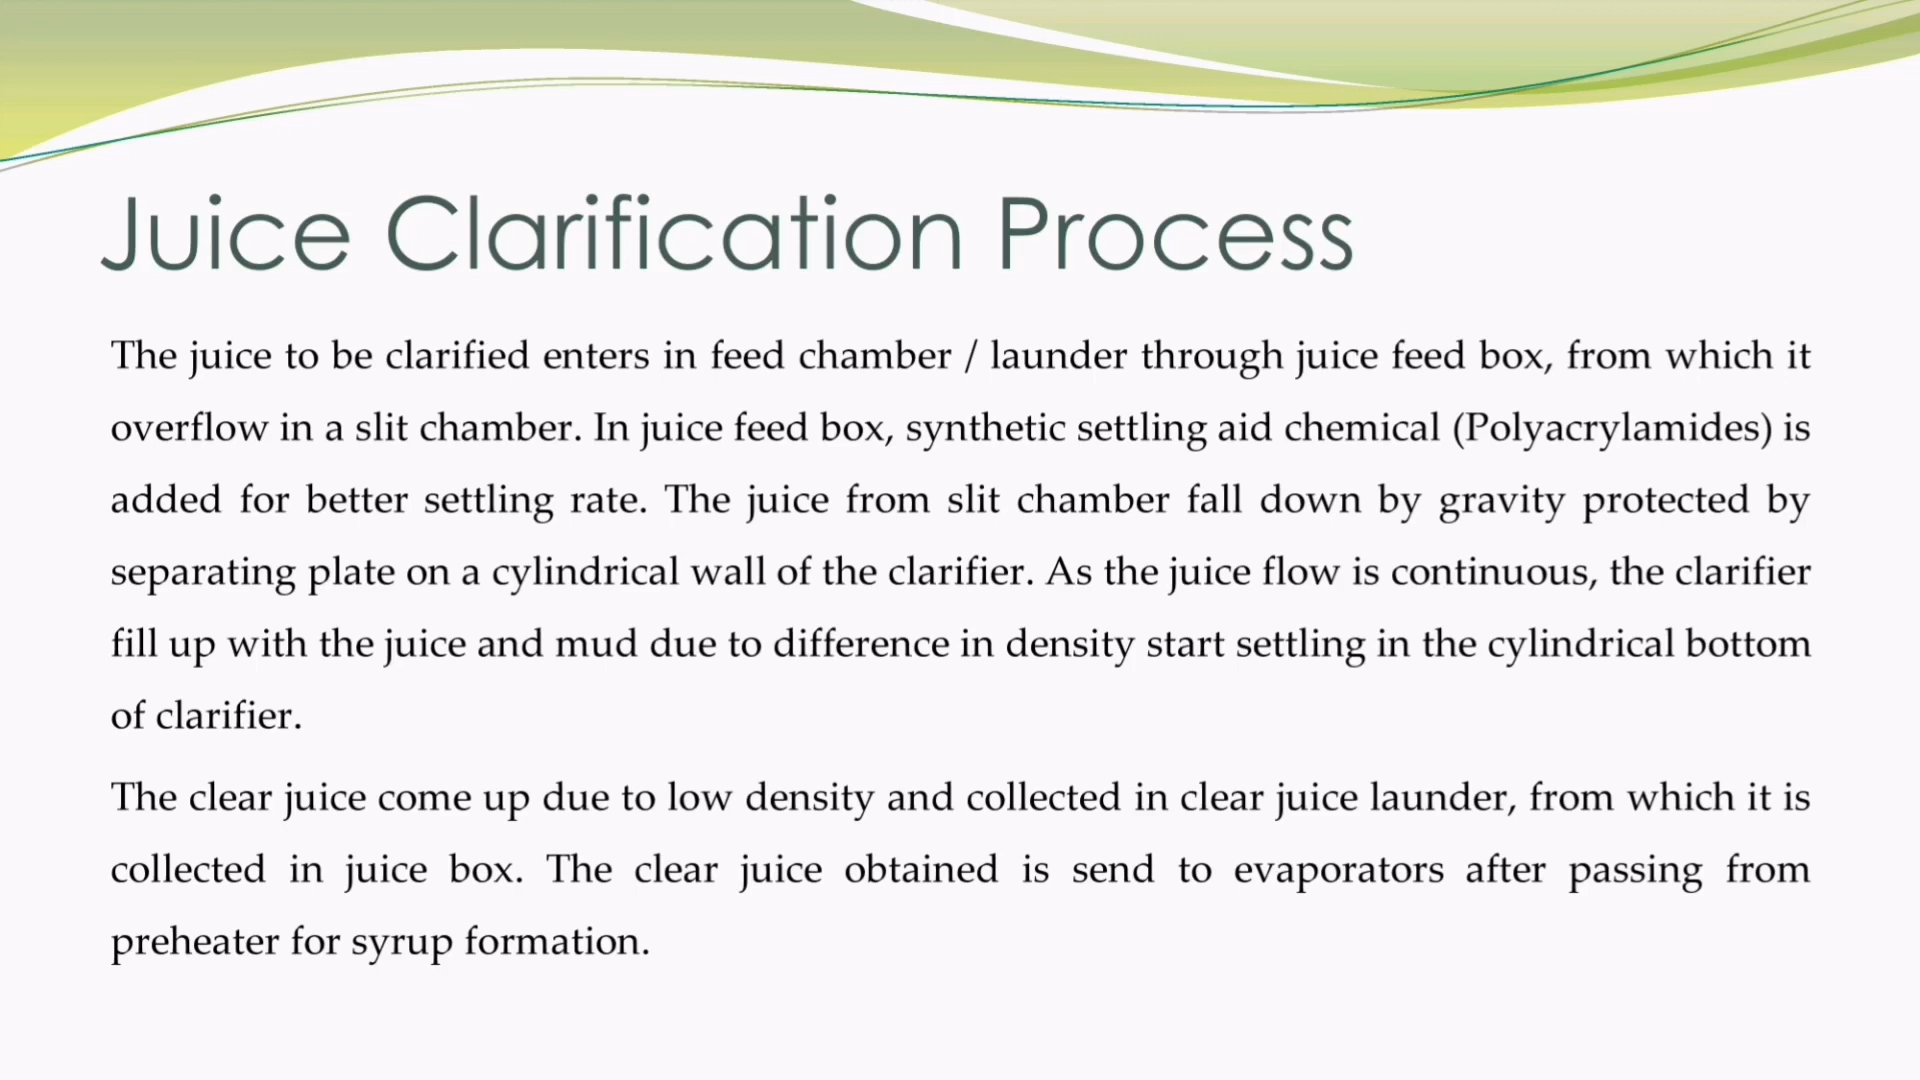 Juice Clarification Process
The juice to be clarified enters in feed chamber / launder through juice feed box, from which it
overflow in a slit chamber. In juice feed box, synthetic settling aid chemical (Polyacrylamides) is
added for better settling rate. The juice from slit chamber fall down by gravity protected by
separating plate on a cylindrical wall of the clarifier. As the juice flow is continuous, the clarifier
fill up with the juice and mud due to difference in density start settling in the cylindrical bottom
of clarifier.
The clear juice come up due to low density and collected in clear juice launder, from which it is
collected in juice box. The clear juice obtained is send to evaporators after passing from
preheater for syrup formation.